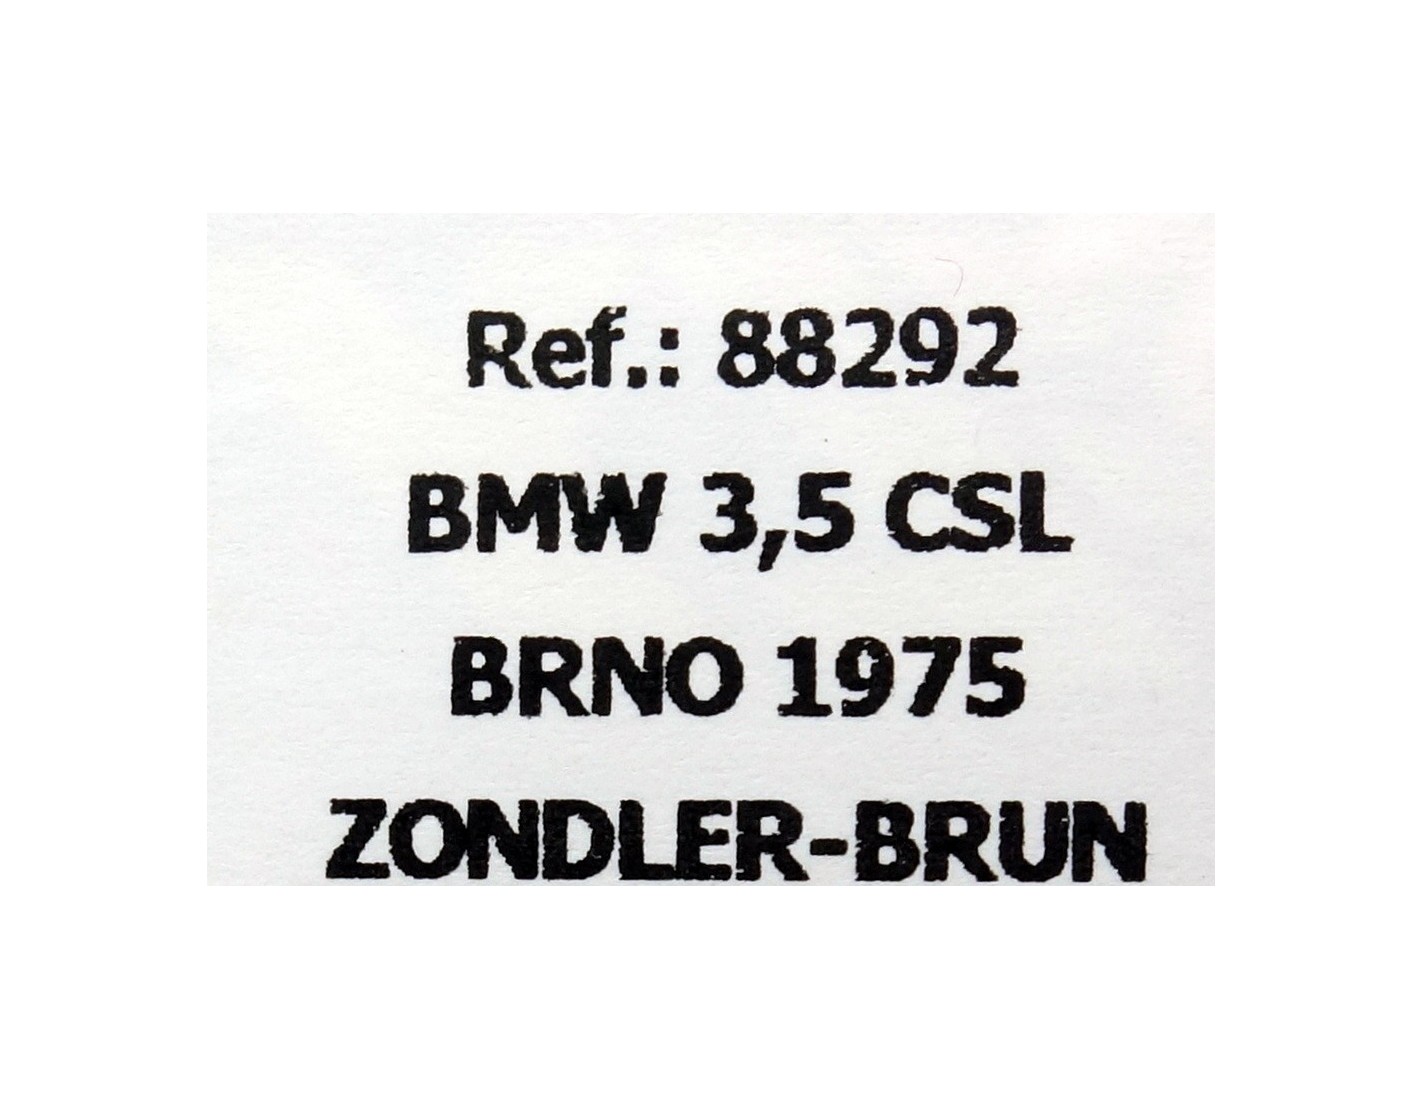 Ref.: 88292
BMW 3,5 CSL
BRNO 1975
ZONDLER-BRUN